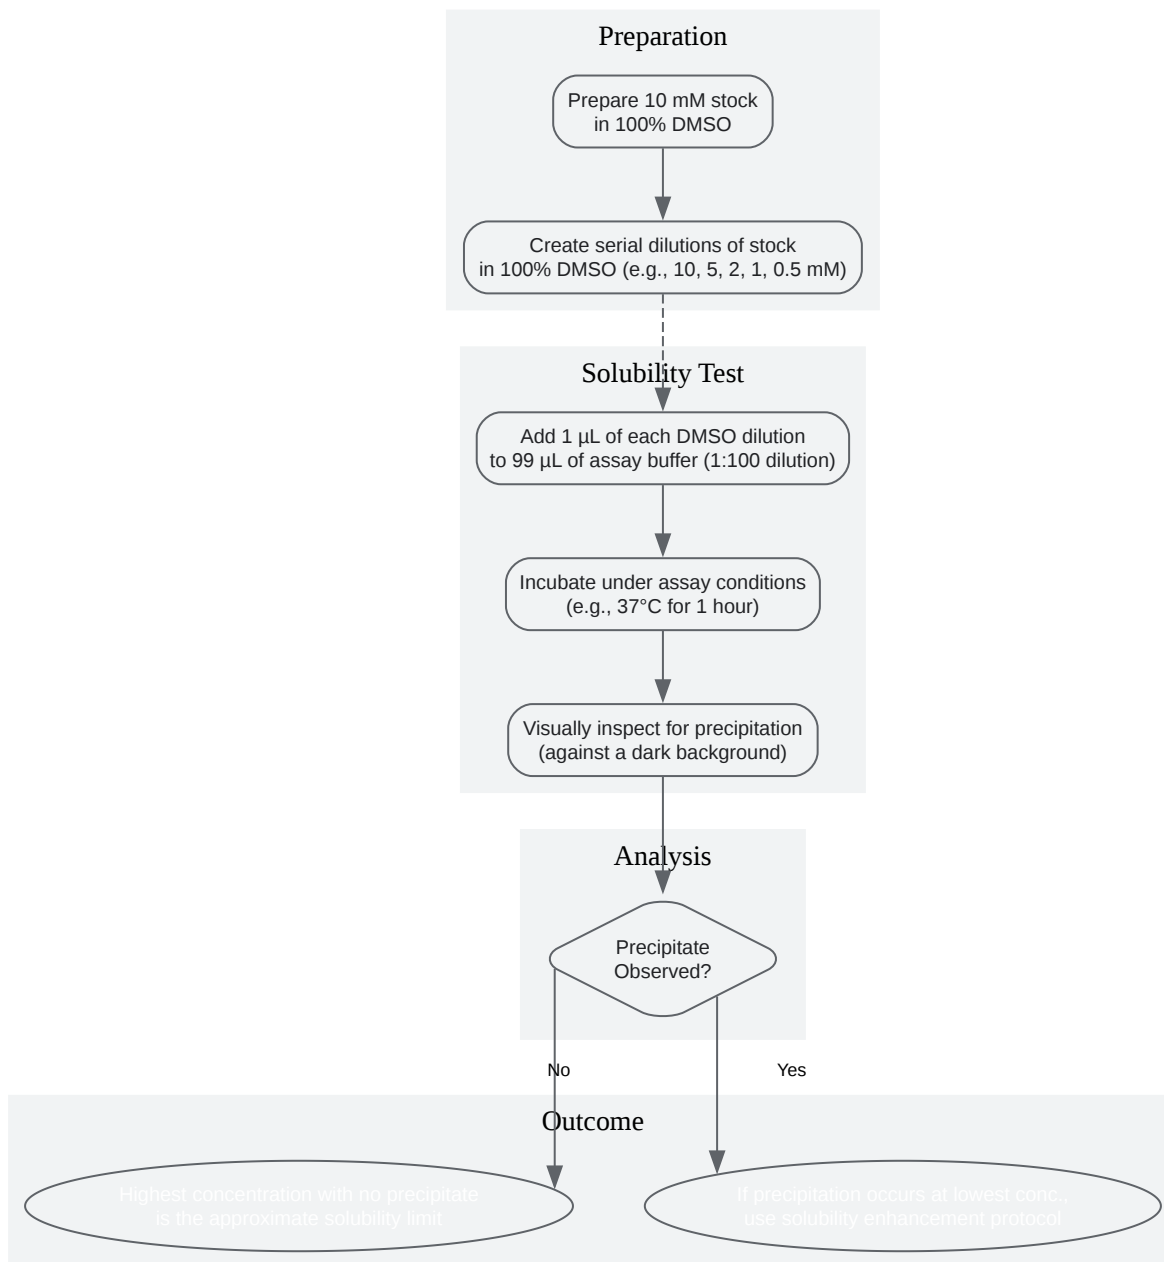 Preparation
Prepare 10 mM stock
in 100% DMSO
Create serial dilutions of stock
in 100% DMSO (e.g., 10, 5, 2, 1, 0.5 mM)
Solubility Test
Add 1 µL of each DMSO dilution
to 99 µL of assay buffer (1:100 dilution)
Incubate under assay conditions
(e.g., 37°C for 1 hour)
Visually inspect for precipitation
(against a dark background)
Analysis
Precipitate
Observed?
No
Yes
Outcome
Highest concentration with no precipitate
is the approximate solubility limit
If precipitation occurs at lowest conc.,
use solubility enhancement protocol